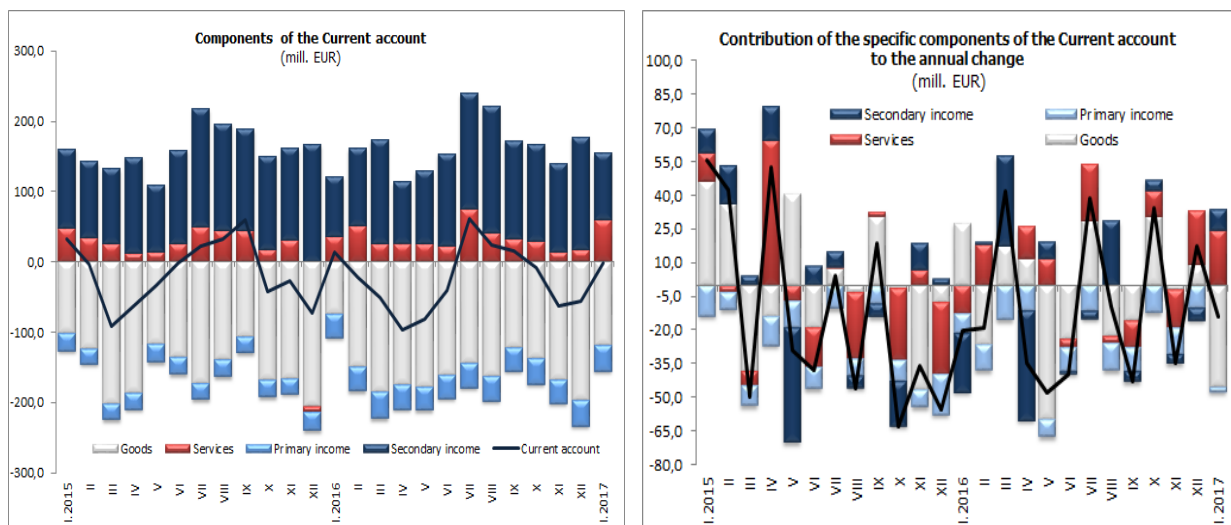 Components of the Current account
(mill. EUR)
300,0
200,0
100,0
0,0
-100,0
-200,0
-300,0
Goods
Services
Primary income
Secondary income
Current account
I.2015
II
III
IV
V
VI
VII
VIII
IX
X
XI
XII
I.2016
II
III
IV
V
VI
VII
VIII
IX
X
XI
XII
I.2017
Contribution of the specific components of the Current account
to the annual change
(mill. EUR)
100,0
85,0
70,0
55,0
40,0
25,0
10,0
-5,0
-20,0
-35,0
-50,0
-65,0
-80,0
Secondary income
Primary income
Services
Goods
I.2015
II
III
IV
V
VI
VII
VIII
IX
X
XI
XII
I.2016
II
III
IV
V
VI
VII
VIII
IX
X
XI
XII
I.2017